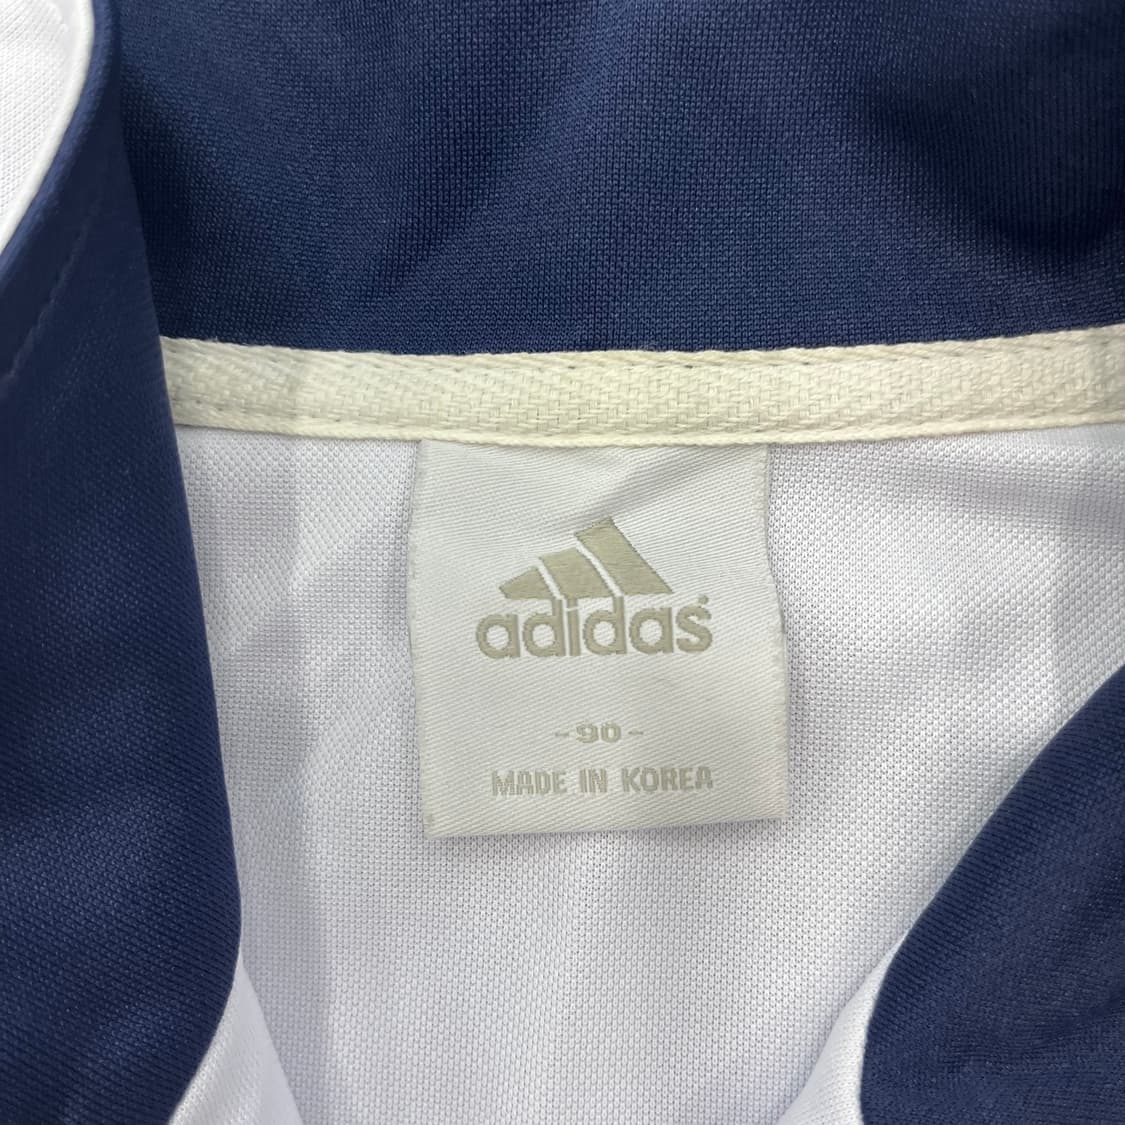 adidas
- 90 -
MADE IN KOREA